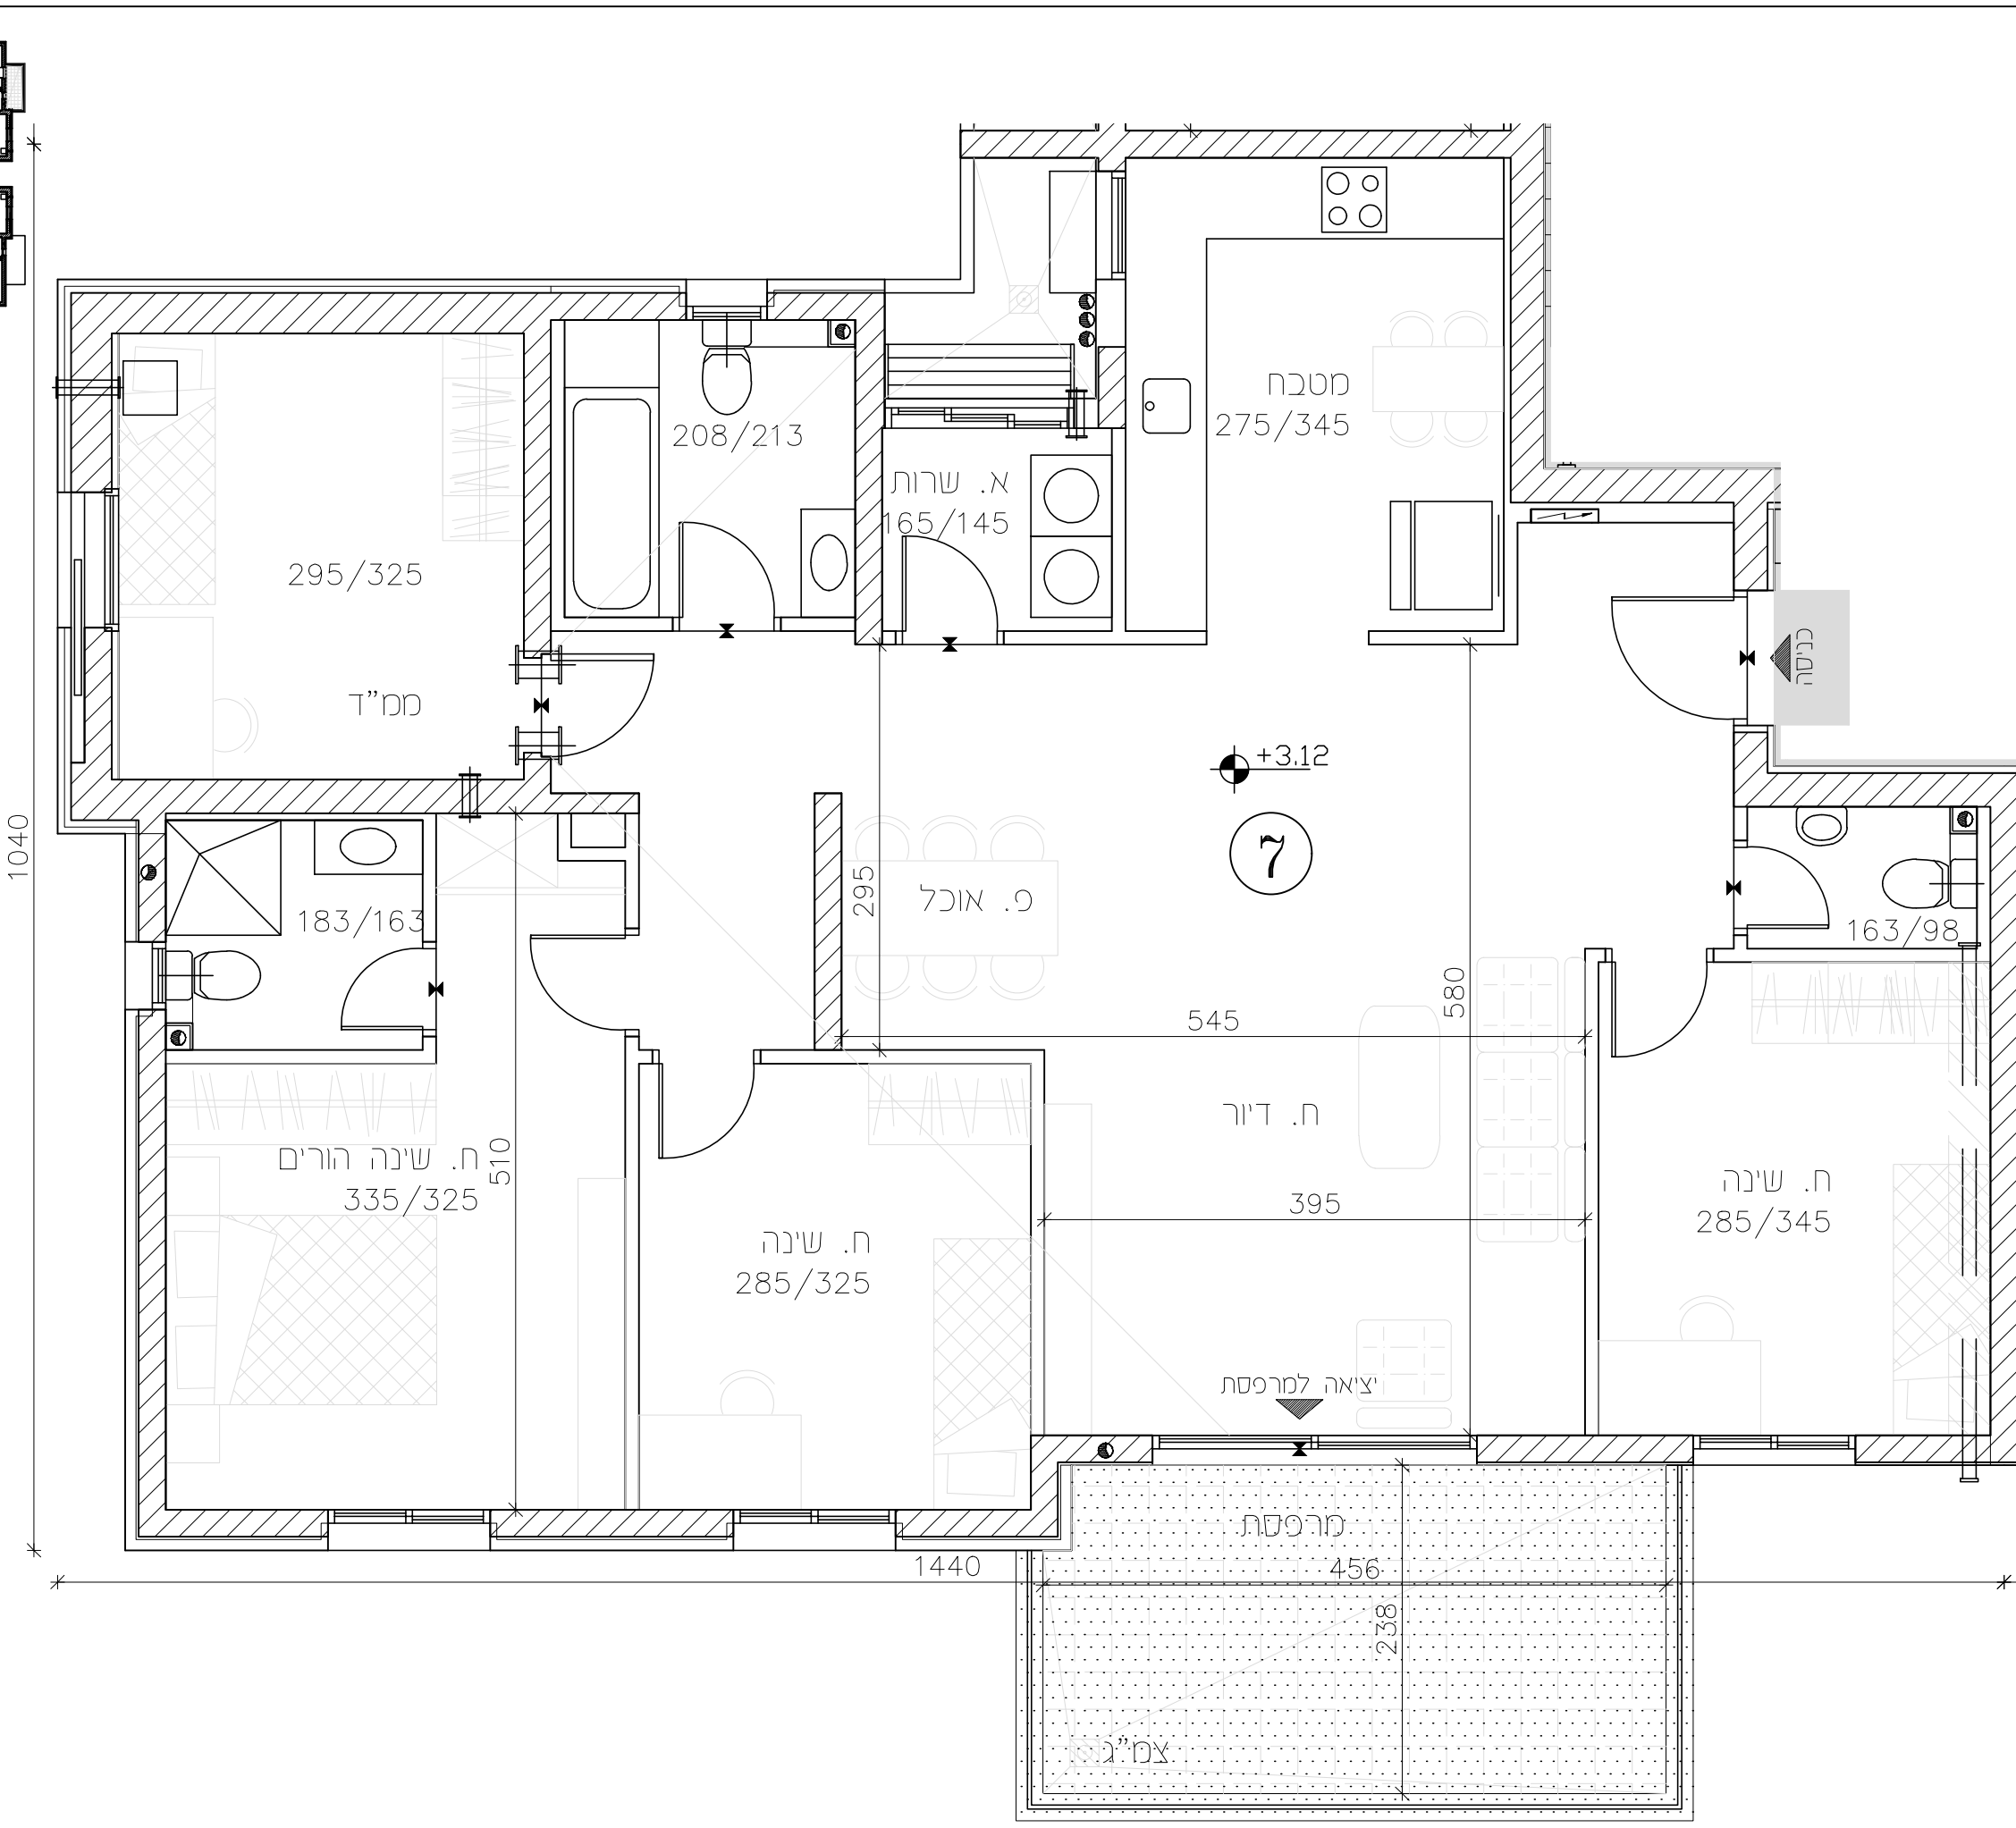 מטבח
275/345
208/213
א. שרות
165/145
295/325
ממ"ד
כניסה
+3.12
7
1040
183/163
295
פ. אוכל
163/98
580
545
ח. דיור
ח. שינה הורים
335/325
510
395
ח. שינה
285/345
ח. שינה
285/325
יציאה למרפסת
מרפסת
1440
456
238
צמ"ג